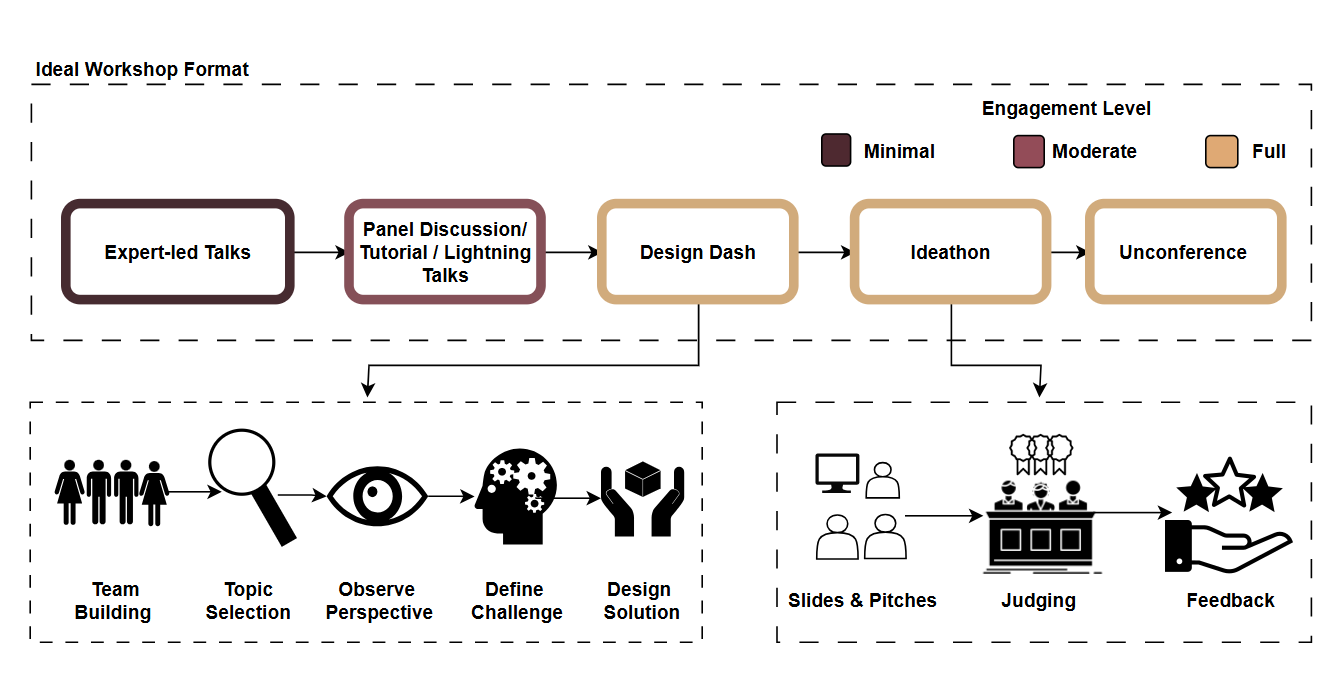 Ideal Workshop Format
Engagement Level
Minimal
Moderate
Full
Expert-led Talks
Panel Discussion/
Tutorial / Lightning
Talks
Design Dash
Ideathon
Unconference
Team
Building
Topic
Selection
Observe
Perspective
Define
Challenge
Design
Solution
Slides & Pitches
Judging
Feedback